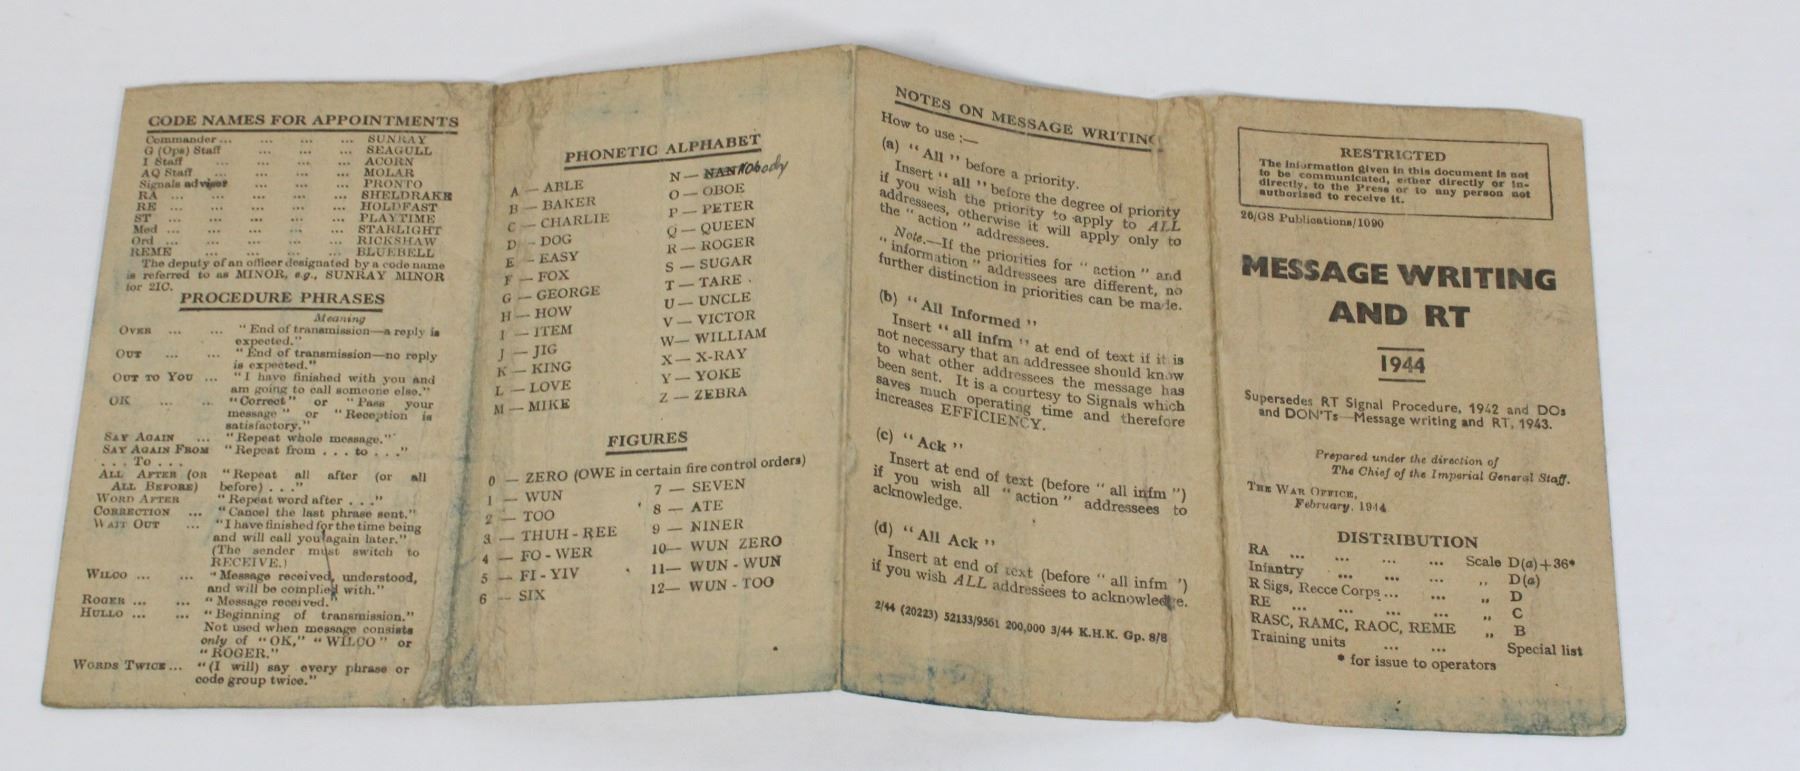 CODE NAMES FOR APPOINTMENTS
Commander ... ... ... ... SUNRAY
G (Ops) Staff ... ... ... SEAGULL
I Staff ... ... ... ... ACORN
AQ Staff ... ... ... ... MOLAR
Signals advisor ... ... ... PRONTO
RA ... ... ... ... ... SHELDRAKE
RE ... ... ... ... ... HOLDFAST
ST ... ... ... ... ... PLAYTIME
Med ... ... ... ... ... STARLIGHT
Ord ... ... ... ... ... RICKSHAW
REME ... ... ... ... BLUEBELL
The deputy of an officer designated by a code name
is referred to as MINOR, e.g., SUNRAY MINOR
for 2IC.
PROCEDURE PHRASES
Meaning
OVER ... ... "End of transmission—a reply is
expected."
OUT ... ... "End of transmission—no reply
is expected."
OUT TO YOU ... "I have finished with you and
am going to call someone else."
OK ... ... "Correct" or "Pass your
message" or "Reception is
satisfactory."
SAY AGAIN ... "Repeat whole message."
SAY AGAIN FROM "Repeat from . . . to . . ."
. . . TO . . .
ALL AFTER (OR "Repeat all after (or all
ALL BEFORE) before) . . ."
WORD AFTER "Repeat word after . . ."
CORRECTION ... "Cancel the last phrase sent."
WAIT OUT ... "I have finished for the time being
and will call you again later."
(The sender must switch to
RECEIVE.)
WILCO ... ... "Message received, understood,
and will be complied with."
ROGER ... ... "Message received."
HULLO ... ... "Beginning of transmission."
Not used when message consists
only of "OK," "WILCO" or
"ROGER."
WORDS TWICE ... "(I will) say every phrase or
code group twice."
PHONETIC ALPHABET
A — ABLE
B — BAKER
C — CHARLIE
D — DOG
E — EASY
F — FOX
G — GEORGE
H — HOW
I — ITEM
J — JIG
K — KING
L — LOVE
M — MIKE
N — NAN Nobody
O — OBOE
P — PETER
Q — QUEEN
R — ROGER
S — SUGAR
T — TARE
U — UNCLE
V — VICTOR
W — WILLIAM
X — X-RAY
Y — YOKE
Z — ZEBRA
FIGURES
0 — ZERO (OWE in certain fire control orders)
1 — WUN
2 — TOO
3 — THUH - REE
4 — FO - WER
5 — FI - YIV
6 — SIX
7 — SEVEN
8 — ATE
9 — NINER
10— WUN ZERO
11— WUN - WUN
12— WUN - TOO
NOTES ON MESSAGE WRITING
How to use :—
(a) "All" before a priority.
Insert "all" before the degree of priority
if you wish the priority to apply to ALL
addressees, otherwise it will apply only to
the "action" addressees.
Note.—If the priorities for "action" and
"information" addressees are different, no
further distinction in priorities can be made.
(b) "All Informed"
Insert "all infm" at end of text if it is
not necessary that an addressee should know
to what other addressees the message has
been sent. It is a courtesy to Signals which
saves much operating time and therefore
increases EFFICIENCY.
(c) "Ack"
Insert at end of text (before "all infm")
if you wish all "action" addressees to
acknowledge.
(d) "All Ack"
Insert at end of text (before "all infm")
if you wish ALL addressees to acknowledge.
2/44 (20223) 52133/9561 200,000 3/44 K.H.K. Gp. 8/8
RESTRICTED
The information given in this document is not
to be communicated, either directly or in-
directly, to the Press or to any person not
authorized to receive it.
26/GS Publications/1090
MESSAGE WRITING
AND RT
1944
Supersedes RT Signal Procedure, 1942 and DOs
and DON'Ts—Message writing and RT, 1943.
Prepared under the direction of
The Chief of the Imperial General Staff.
THE WAR OFFICE,
February, 1944
DISTRIBUTION
RA ... ... ... ... Scale D(a)+36*
Infantry ... ... ... „ D(a)
R Sigs, Recce Corps ... ... „ D
RE ... ... ... ... „ C
RASC, RAMC, RAOC, REME „ B
Training units ... ... Special list
* for issue to operators